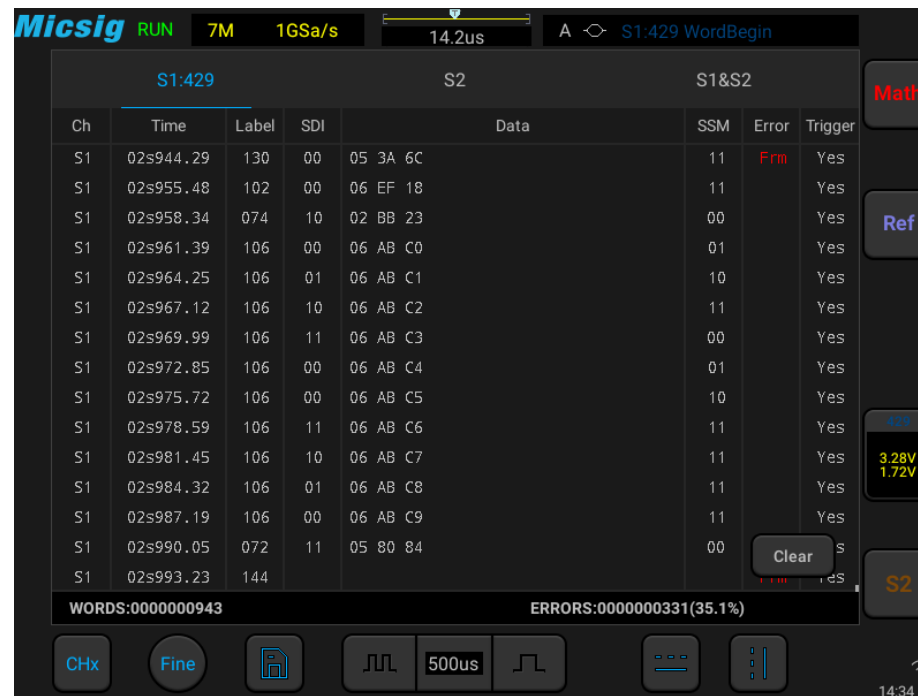 Micsig RUN 7M 1GSa/s T 14.2us A S1:429 WordBegin
S1:429 S2 S1&S2
Math
Ch Time Label SDI Data SSM Error Trigger
S1 02s944.29 130 00 05 3A 6C 11 Frm Yes
S1 02s955.48 102 00 06 EF 18 11 Yes
S1 02s958.34 074 10 02 BB 23 00 Yes
Ref
S1 02s961.39 106 00 06 AB C0 01 Yes
S1 02s964.25 106 01 06 AB C1 10 Yes
S1 02s967.12 106 10 06 AB C2 11 Yes
S1 02s969.99 106 11 06 AB C3 00 Yes
S1 02s972.85 106 00 06 AB C4 01 Yes
S1 02s975.72 106 00 06 AB C5 10 Yes
S1 02s978.59 106 11 06 AB C6 11 Yes
429
S1 02s981.45 106 10 06 AB C7 11 Yes
3.28V
1.72V
S1 02s984.32 106 01 06 AB C8 11 Yes
S1 02s987.19 106 00 06 AB C9 11 Yes
S1 02s990.05 072 11 05 80 84 00
Clear
S1 02s993.23 144
S2
WORDS:0000000943 ERRORS:0000000331(35.1%)
CHx Fine 500us
14:34